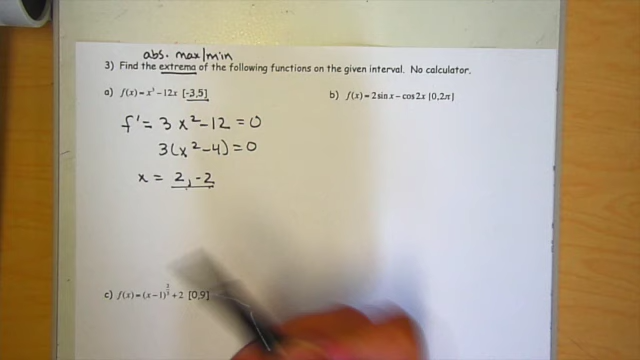 abs. max/min
3) Find the extrema of the following functions on the given interval. No calculator.
a) f(x) = x³ − 12x [-3,5]
b) f(x) = 2 sin x − cos 2x [0,2π]
f' = 3x² − 12 = 0
3(x² − 4) = 0
x = 2, -2
c) f(x) = (x − 1)^(2/3) + 2 [0,9]